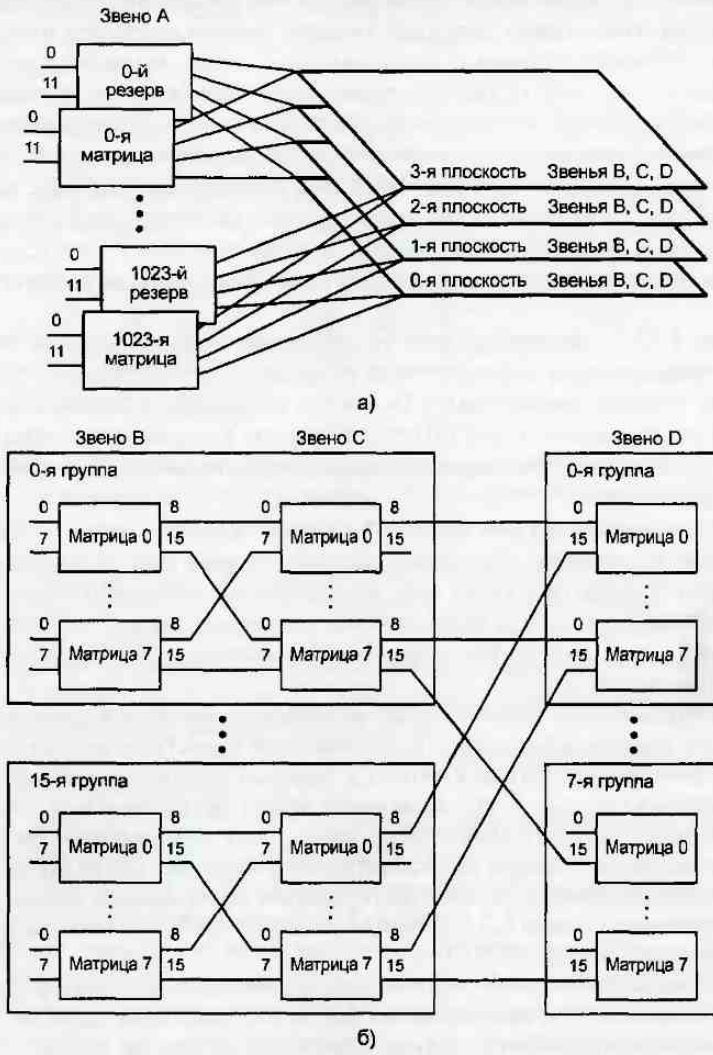 Звено А
0
11
0-й
резерв
0
11
0-я
матрица
0
11
1023-й
резерв
0
11
1023-я
матрица
3-я плоскость Звенья В, С, D
2-я плоскость Звенья В, С, D
1-я плоскость Звенья В, С, D
0-я плоскость Звенья В, С, D
а)
Звено В Звено С Звено D
0-я группа 0-я группа
0 8 0 8 0
Матрица 0 Матрица 0 Матрица 0
7 15 7 15 15
0 8 0 8 0
Матрица 7 Матрица 7 Матрица 7
7 15 7 15 15
15-я группа 7-я группа
0 8 0 8 0
Матрица 0 Матрица 0 Матрица 0
7 15 7 15 15
0 8 0 8 0
Матрица 7 Матрица 7 Матрица 7
7 15 7 15 15
б)